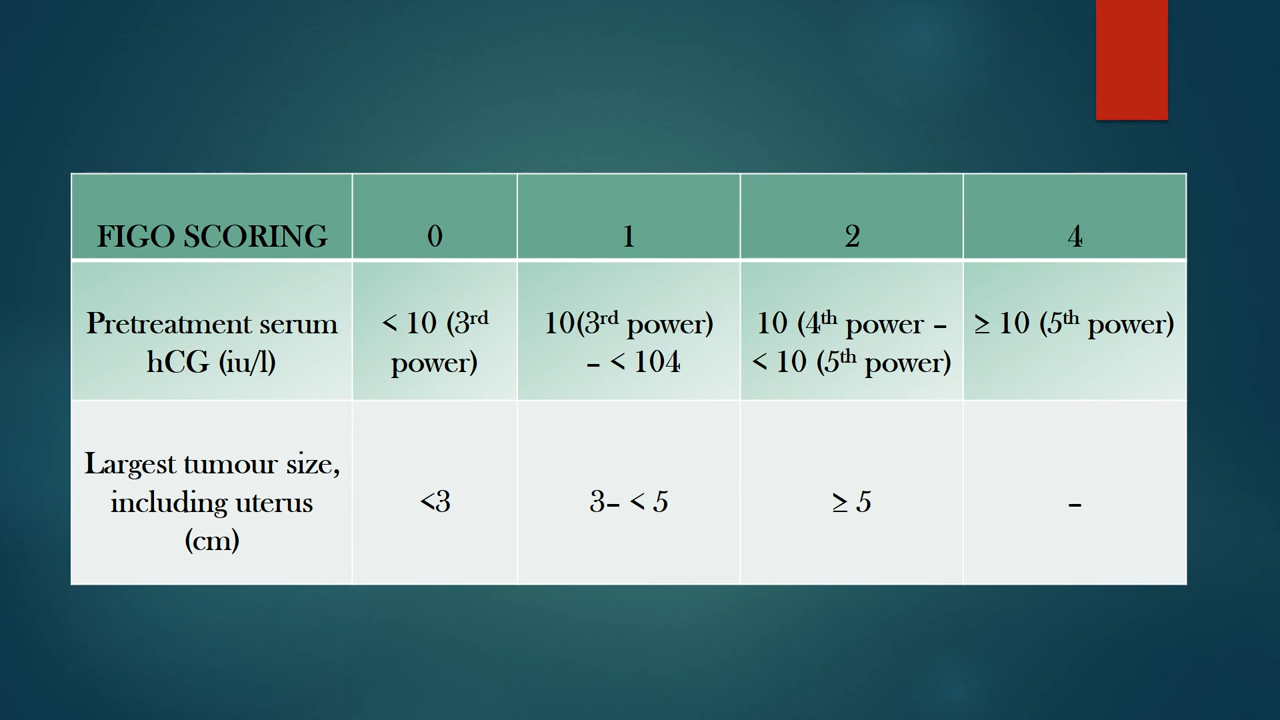 FIGO SCORING 0 1 2 4
Pretreatment serum
hCG (iu/l)
< 10 (3rd
power)
10(3rd power)
– < 104
10 (4th power –
< 10 (5th power)
≥ 10 (5th power)
Largest tumour size,
including uterus
(cm)
<3
3– < 5
≥ 5
–